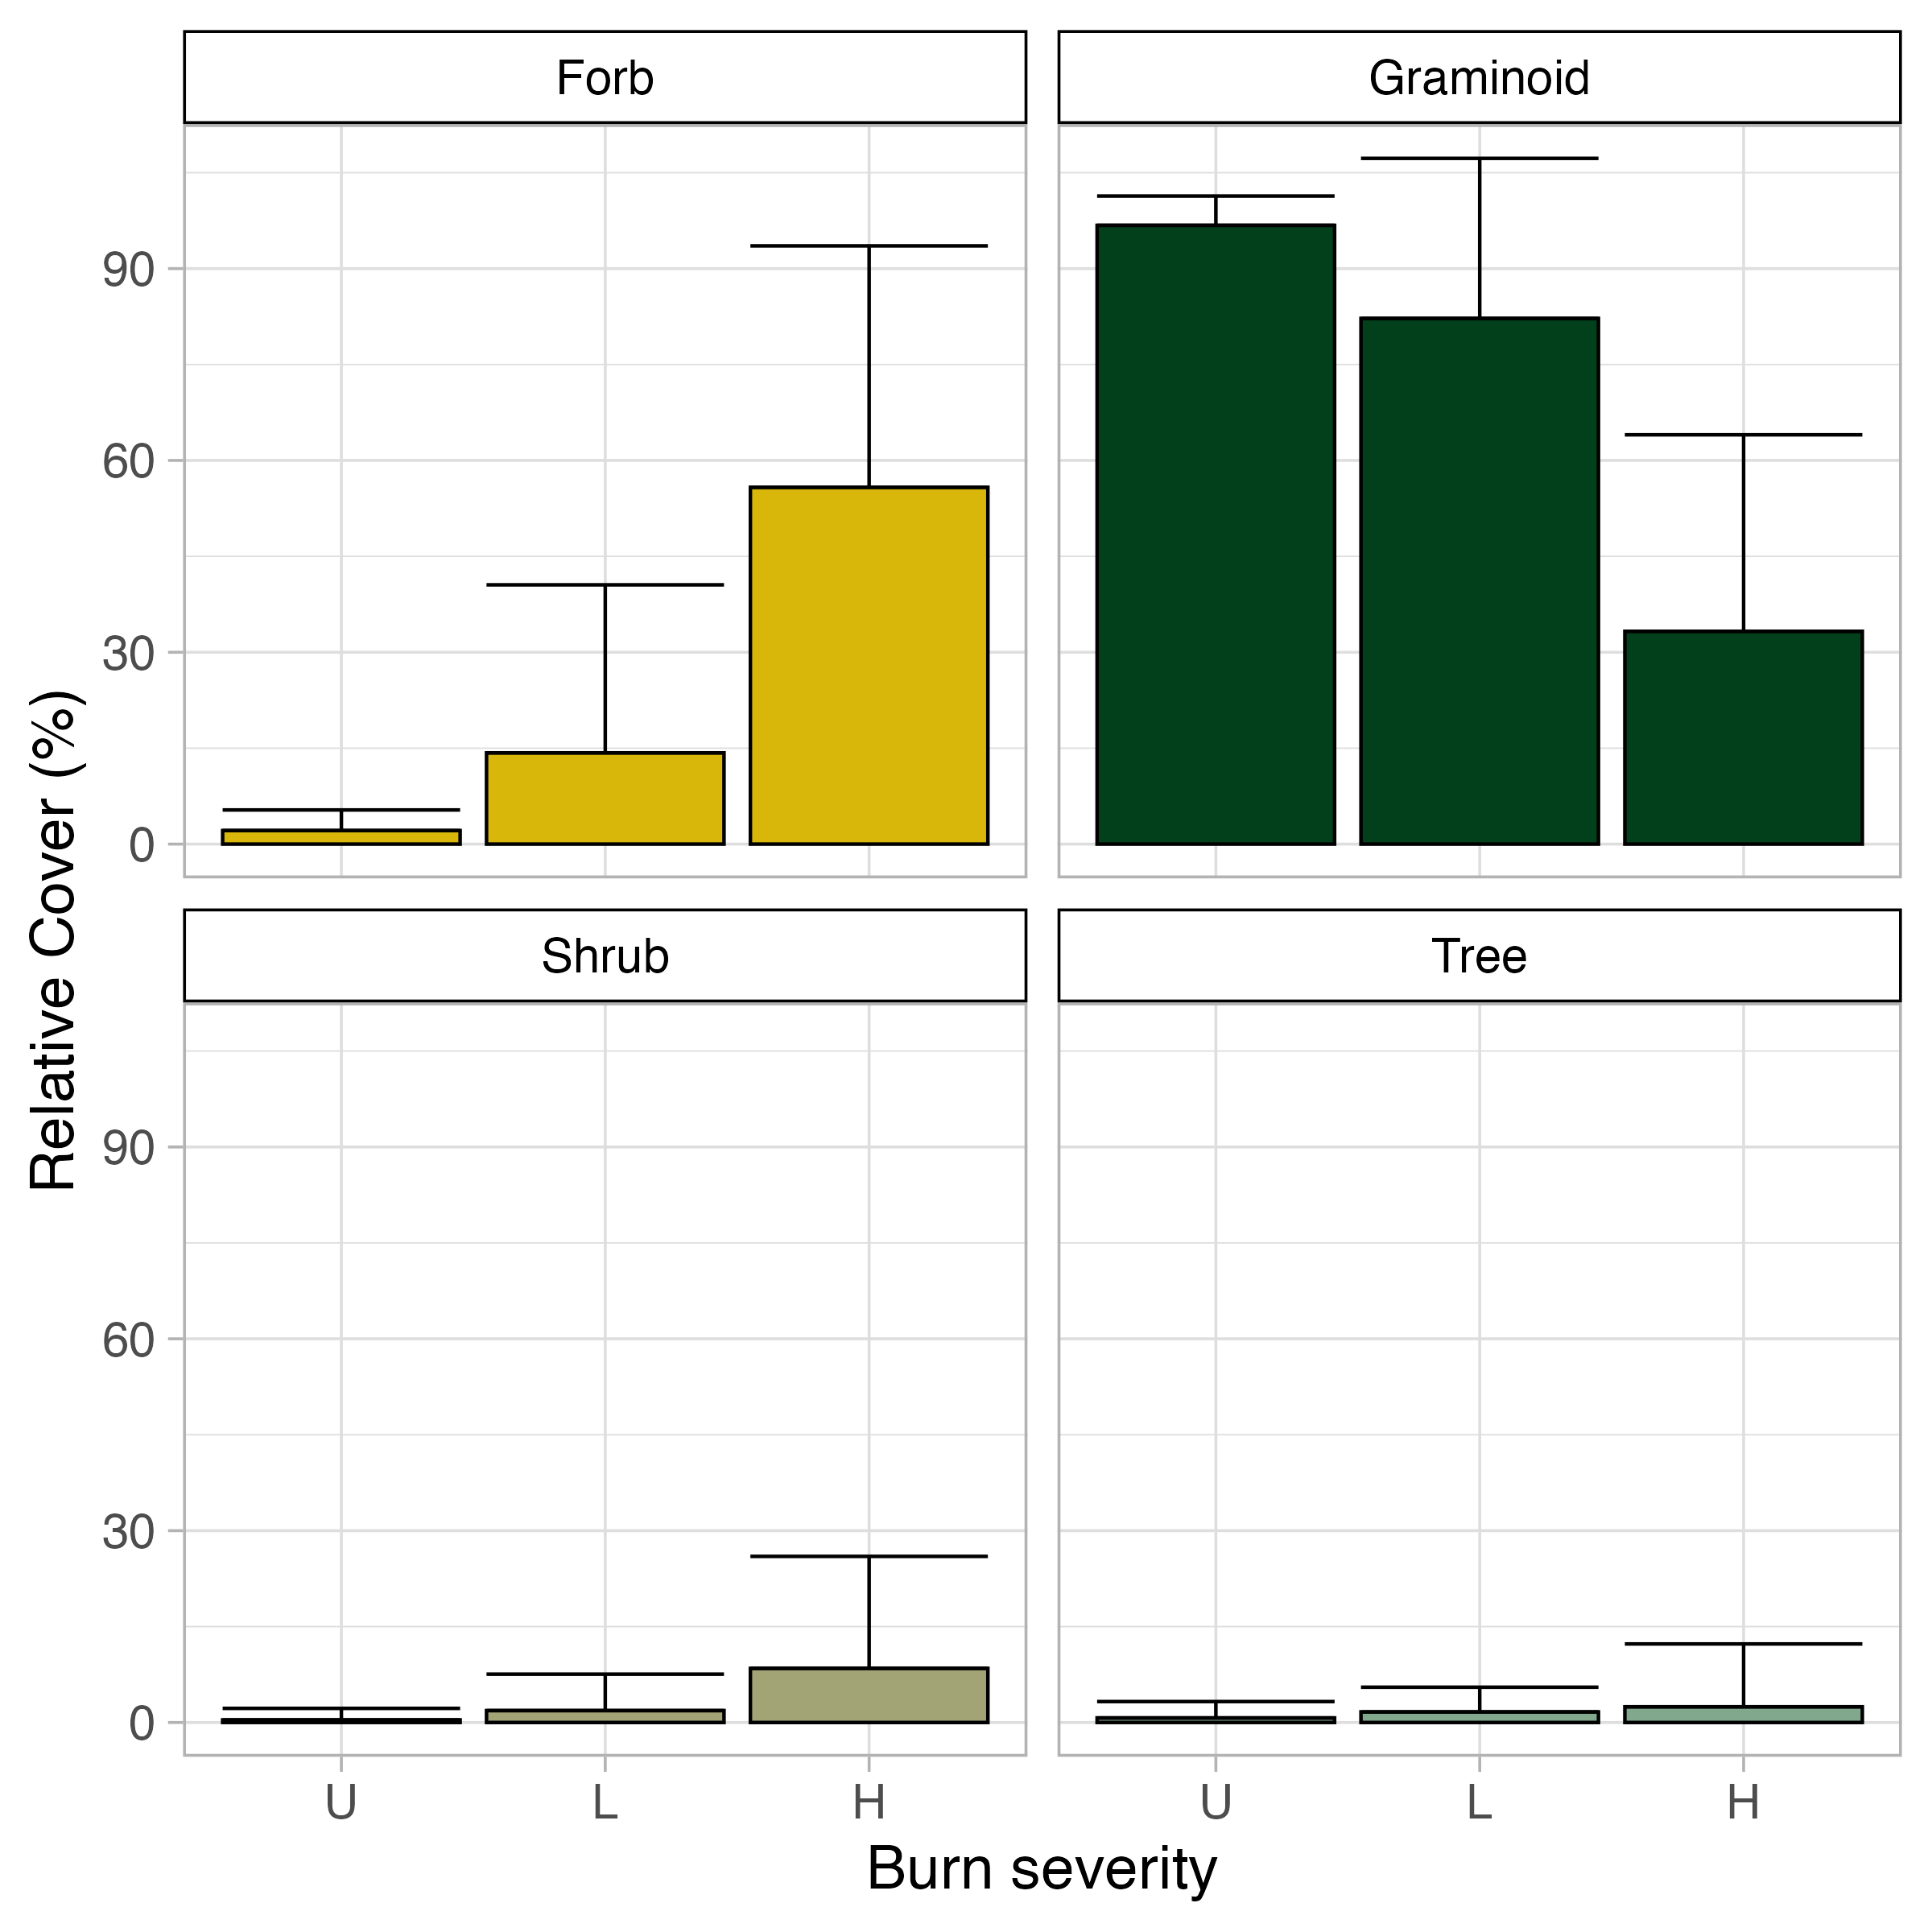 Forb
Graminoid
90
60
30
0
Shrub
Tree
90
60
30
0
Relative Cover (%)
U
L
H
U
L
H
Burn severity